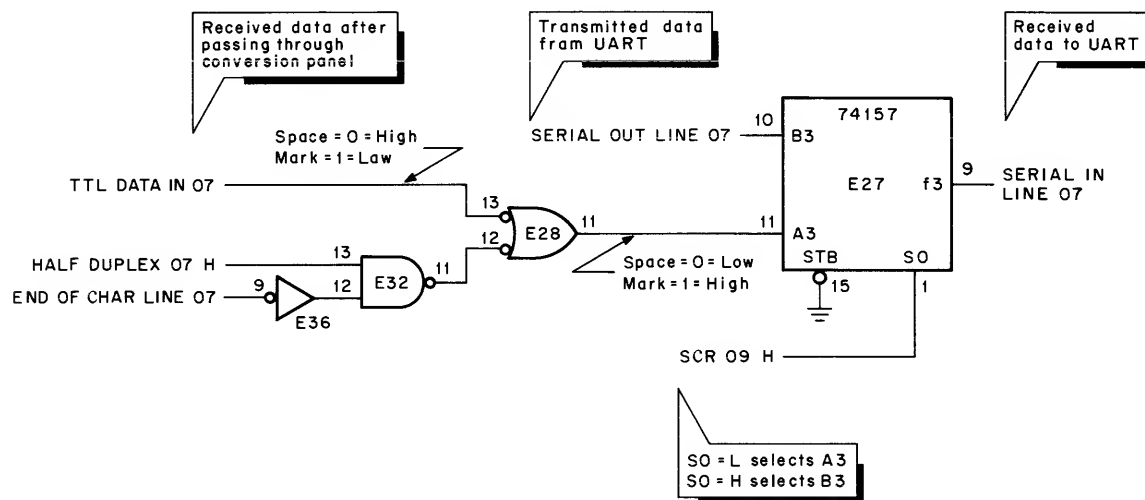 Received data after
passing through
conversion panel
Transmitted data
fram UART
Received
data to UART
Space = 0 = High
Mark = 1 = Law
TTL DATA IN 07
HALF DUPLEX 07 H
END OF CHAR LINE 07
9
E36
13
12
E32
11
13
12
E28
11
Space = 0 = Low
Mark = 1 = High
SERIAL OUT LINE 07
10
B3
74157
E27
f3
9
SERIAL IN
LINE 07
11
A3
STB
SO
15
1
SCR 09 H
SO = L selects A3
SO = H selects B3